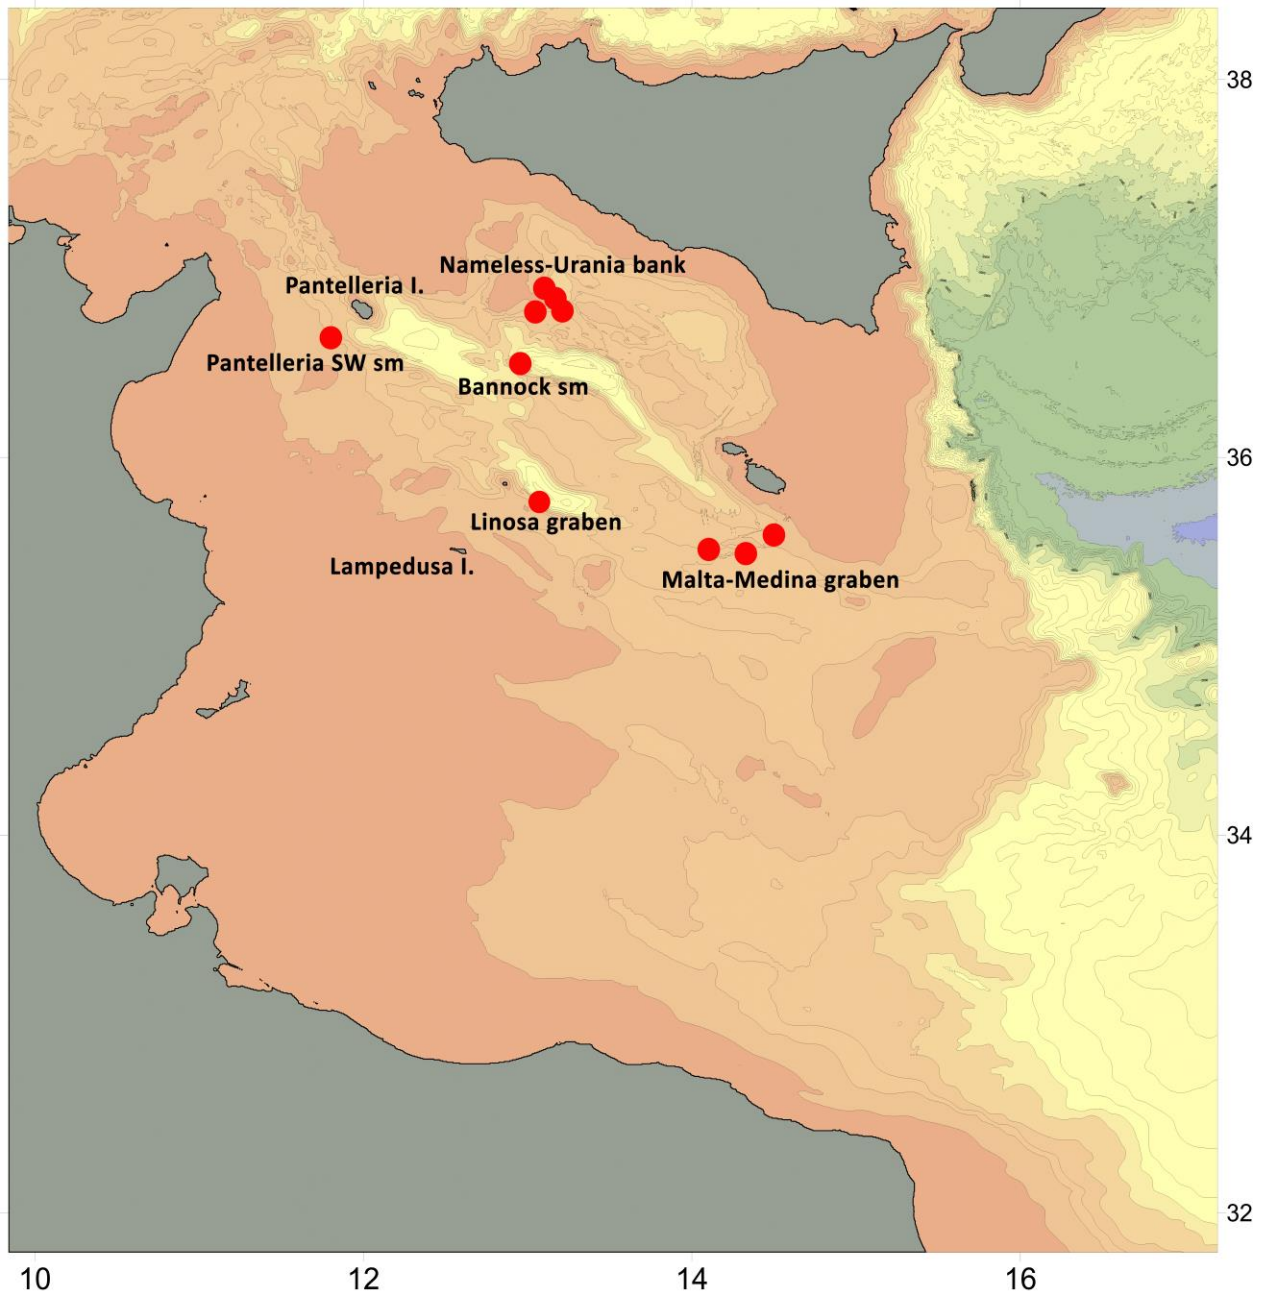 38
Nameless-Urania bank
Pantelleria I.
Pantelleria SW sm
Bannock sm
36
Linosa graben
Lampedusa I.
Malta-Medina graben
34
32
10 12 14 16